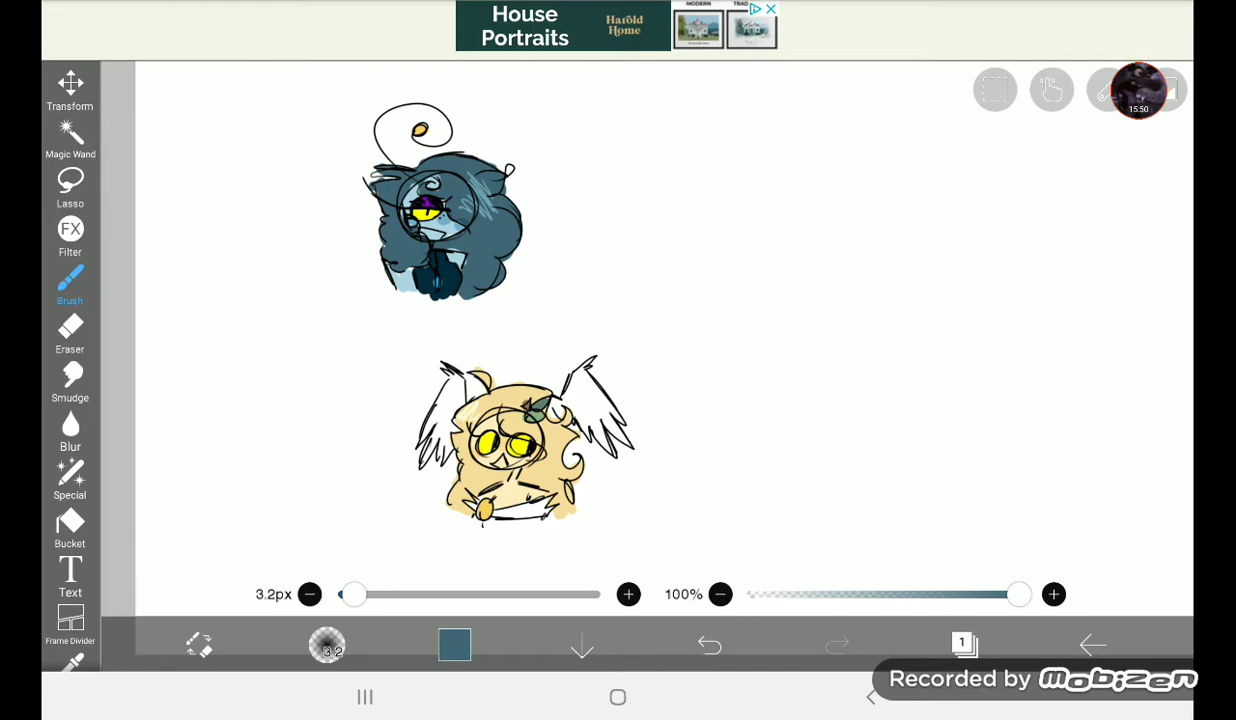 House
Portraits
Harold
Home
MODERN
Transform
Magic Wand
Lasso
FX
Filter
Brush
Eraser
Smudge
Blur
Special
Bucket
T
Text
Frame Divider
15:50
3.2px
100%
3.2
1
Recorded by mobizen